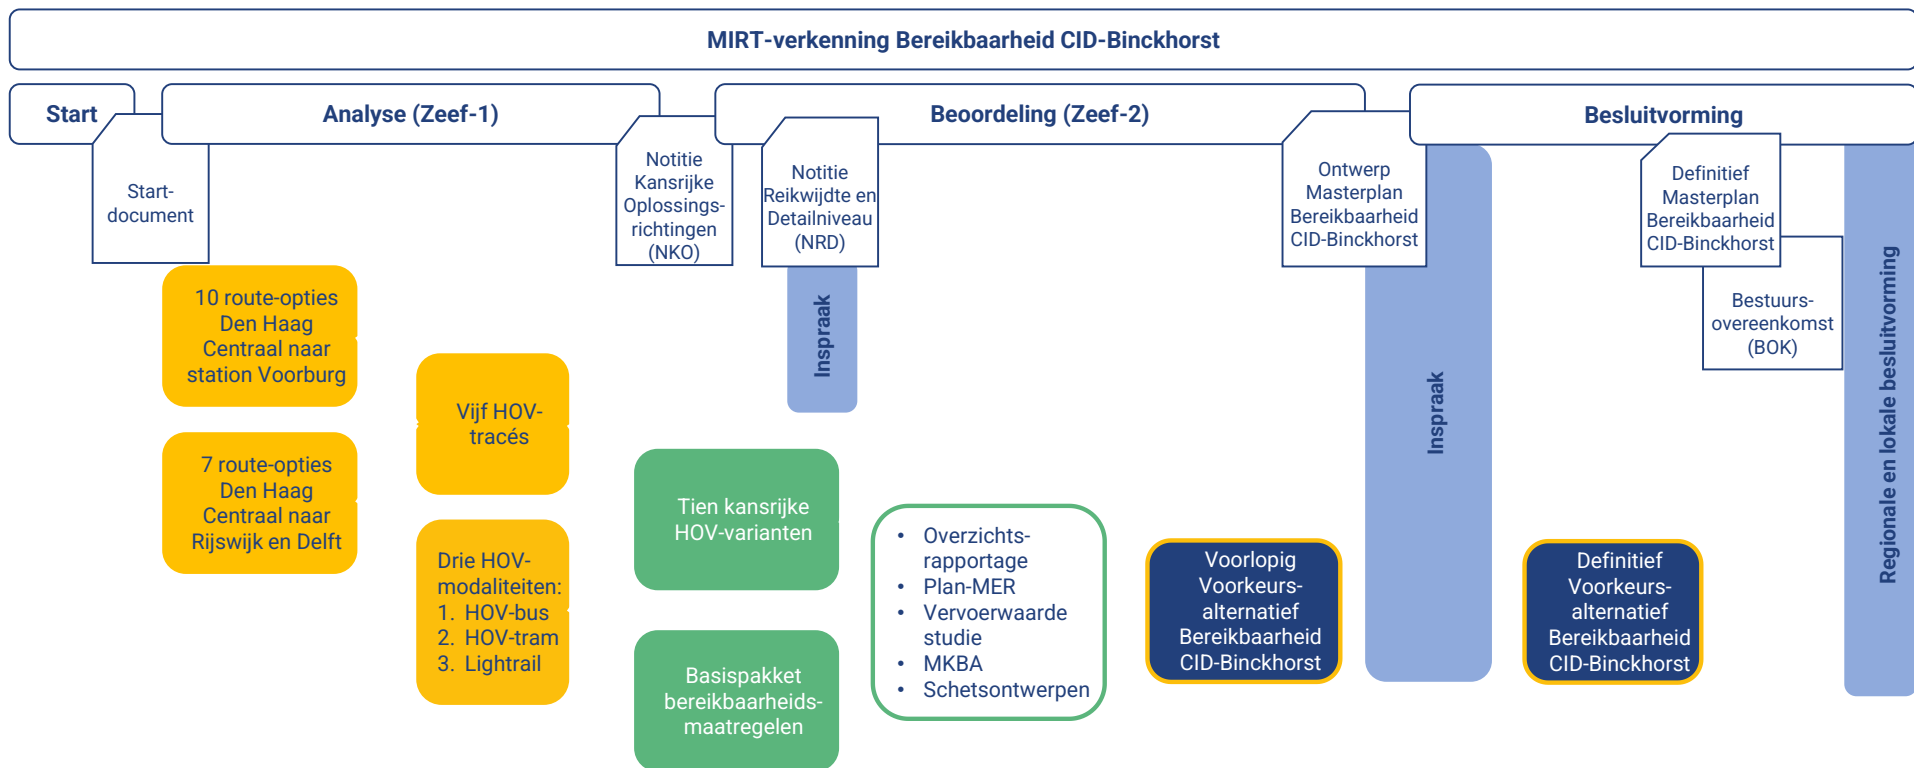 MIRT-verkenning Bereikbaarheid CID-Binckhorst
Start
Analyse (Zeef-1)
Beoordeling (Zeef-2)
Besluitvorming
Start-
document
Notitie
Kansrijke
Oplossings-
richtingen
(NKO)
Notitie
Reikwijdte en
Detailniveau
(NRD)
Ontwerp
Masterplan
Bereikbaarheid
CID-Binckhorst
Definitief
Masterplan
Bereikbaarheid
CID-Binckhorst
Bestuurs-
overeenkomst
(BOK)
10 route-opties
Den Haag
Centraal naar
station Voorburg
7 route-opties
Den Haag
Centraal naar
Rijswijk en Delft
Vijf HOV-
tracés
Drie HOV-
modaliteiten:
1. HOV-bus
2. HOV-tram
3. Lightrail
Tien kansrijke
HOV-varianten
Basispakket
bereikbaarheids-
maatregelen
Inspraak
• Overzichts-
rapportage
• Plan-MER
• Vervoerwaarde
studie
• MKBA
• Schetsontwerpen
Voorlopig
Voorkeurs-
alternatief
Bereikbaarheid
CID-Binckhorst
Inspraak
Definitief
Voorkeurs-
alternatief
Bereikbaarheid
CID-Binckhorst
Regionale en lokale besluitvorming